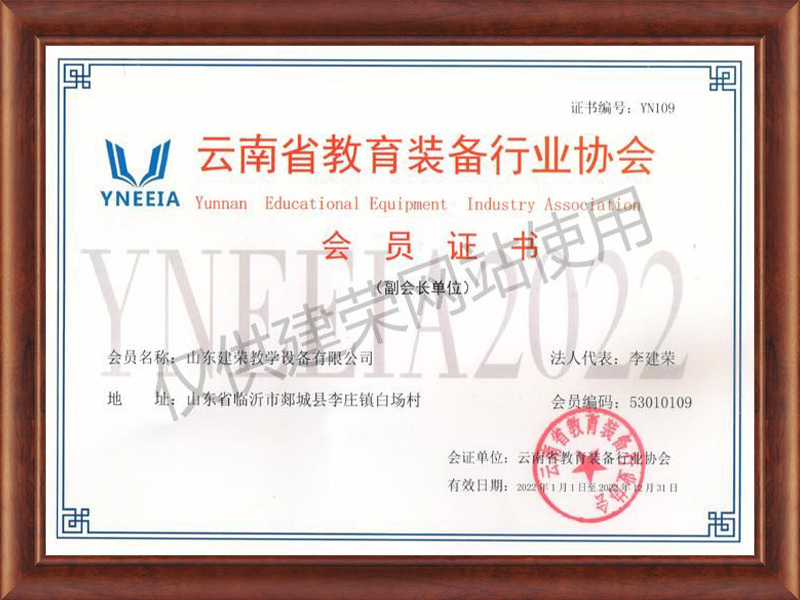 证书编号：YN109
云南省教育装备行业协会
YNEEIA
Yunnan Educational Equipment Industry Association
会员证书
（副会长单位）
YNEEIA2022
仅供建荣网站使用
会员名称：山东建荣教学设备有限公司
法人代表：李建荣
地 址：山东省临沂市郯城县李庄镇白场村
会员编码：53010109
会证单位：云南省教育装备行业协会
有效日期：2022年1月1日至2022年12月31日
云南省教育装备行业协会